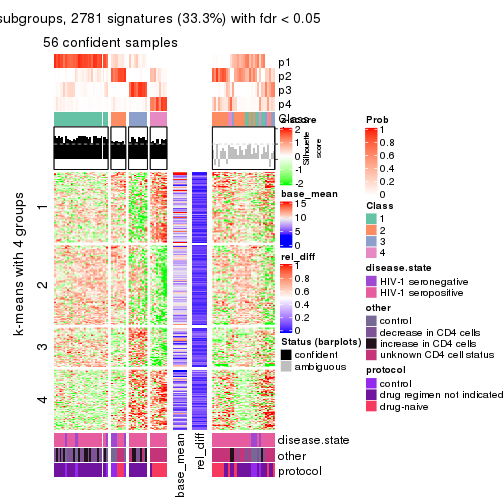 subgroups, 2781 signatures (33.3%) with fdr < 0.05
56 confident samples
p1
p2
p3
p4
Class
z-score
2
1
0
-1
-2
Silhouette
score
base_mean
15
10
5
0
rel_diff
1
0.8
0.6
0.4
0.2
0
Status (barplots)
confident
ambiguous
k-means with 4 groups
1
2
3
4
base_mean
rel_diff
disease.state
other
protocol
Prob
1
0.8
0.6
0.4
0.2
0
Class
1
2
3
4
disease.state
HIV-1 seronegative
HIV-1 seropositive
other
control
decrease in CD4 cells
increase in CD4 cells
unknown CD4 cell status
protocol
control
drug regimen not indicated
drug-naive